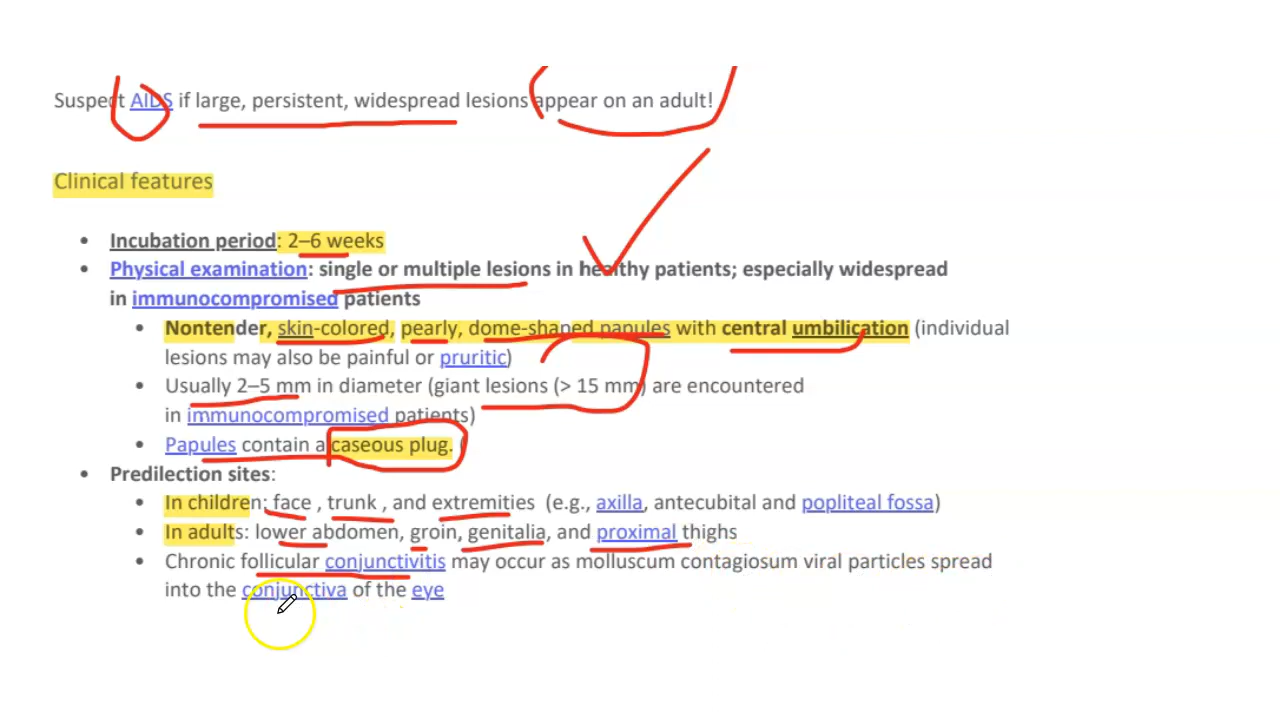 Suspect AIDS if large, persistent, widespread lesions appear on an adult!
Clinical features
• Incubation period: 2–6 weeks
• Physical examination: single or multiple lesions in healthy patients; especially widespread
in immunocompromised patients
• Nontender, skin-colored, pearly, dome-shaped papules with central umbilication (individual
lesions may also be painful or pruritic)
• Usually 2–5 mm in diameter (giant lesions (> 15 mm) are encountered
in immunocompromised patients)
• Papules contain a caseous plug. (
• Predilection sites:
• In children: face , trunk , and extremities (e.g., axilla, antecubital and popliteal fossa)
• In adults: lower abdomen, groin, genitalia, and proximal thighs
• Chronic follicular conjunctivitis may occur as molluscum contagiosum viral particles spread
into the conjunctiva of the eye